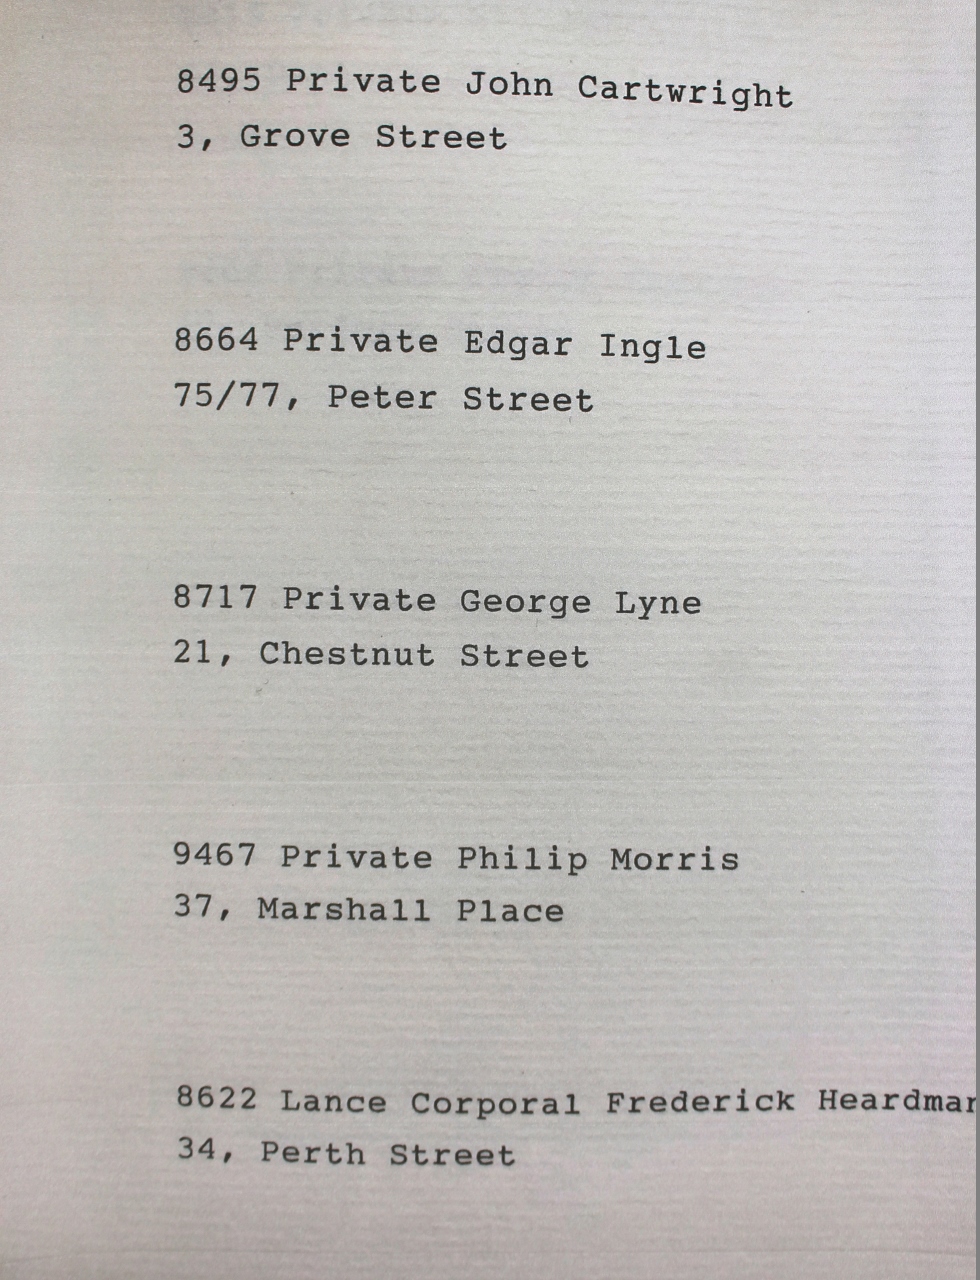 8495 Private John Cartwright
3, Grove Street
8664 Private Edgar Ingle
75/77, Peter Street
8717 Private George Lyne
21, Chestnut Street
9467 Private Philip Morris
37, Marshall Place
8622 Lance Corporal Frederick
34, Perth Street